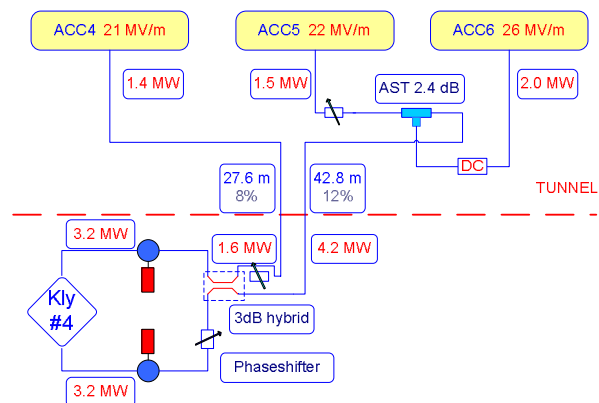 ACC4 21 MV/m
ACC5 22 MV/m
ACC6 26 MV/m
1.4 MW
1.5 MW
AST 2.4 dB
2.0 MW
DC
27.6 m
8%
42.8 m
12%
TUNNEL
3.2 MW
1.6 MW
4.2 MW
Kly
#4
3dB hybrid
Phaseshifter
3.2 MW